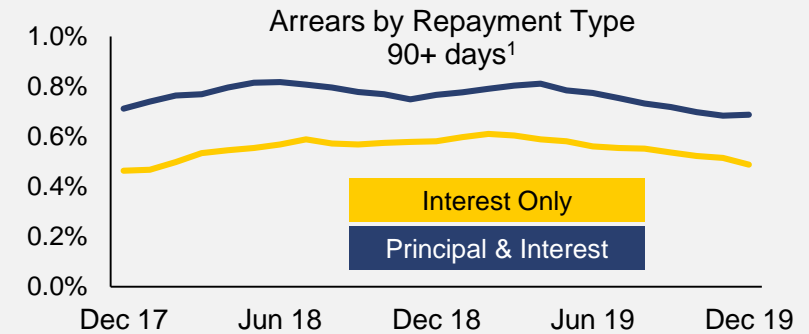 Arrears by Repayment Type
90+ days¹
1.0%
0.8%
0.6%
0.4%
0.2%
0.0%
Interest Only
Principal & Interest
Dec 17 Jun 18 Dec 18 Jun 19 Dec 19